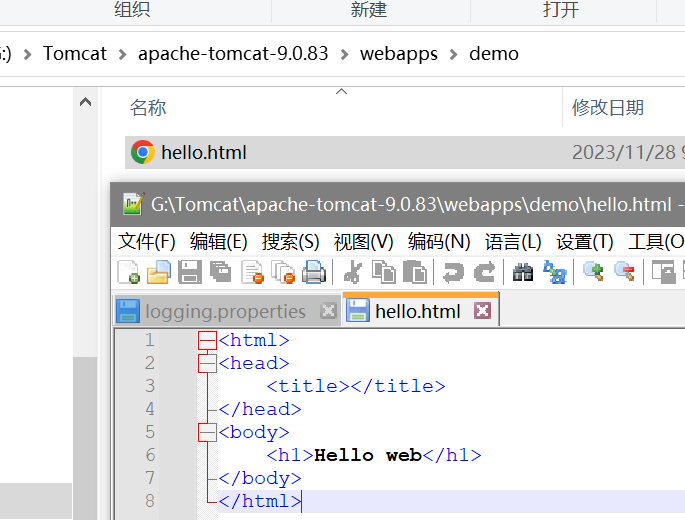 组织 新建 打开
:) Tomcat apache-tomcat-9.0.83 webapps demo
名称 修改日期
hello.html 2023/11/28 9
G:\Tomcat\apache-tomcat-9.0.83\webapps\demo\hello.html -
文件(F) 编辑(E) 搜索(S) 视图(V) 编码(N) 语言(L) 设置(T) 工具(O
logging.properties hello.html
1 <html>
2 <head>
3 <title></title>
4 </head>
5 <body>
6 <h1>Hello web</h1>
7 </body>
8 </html>